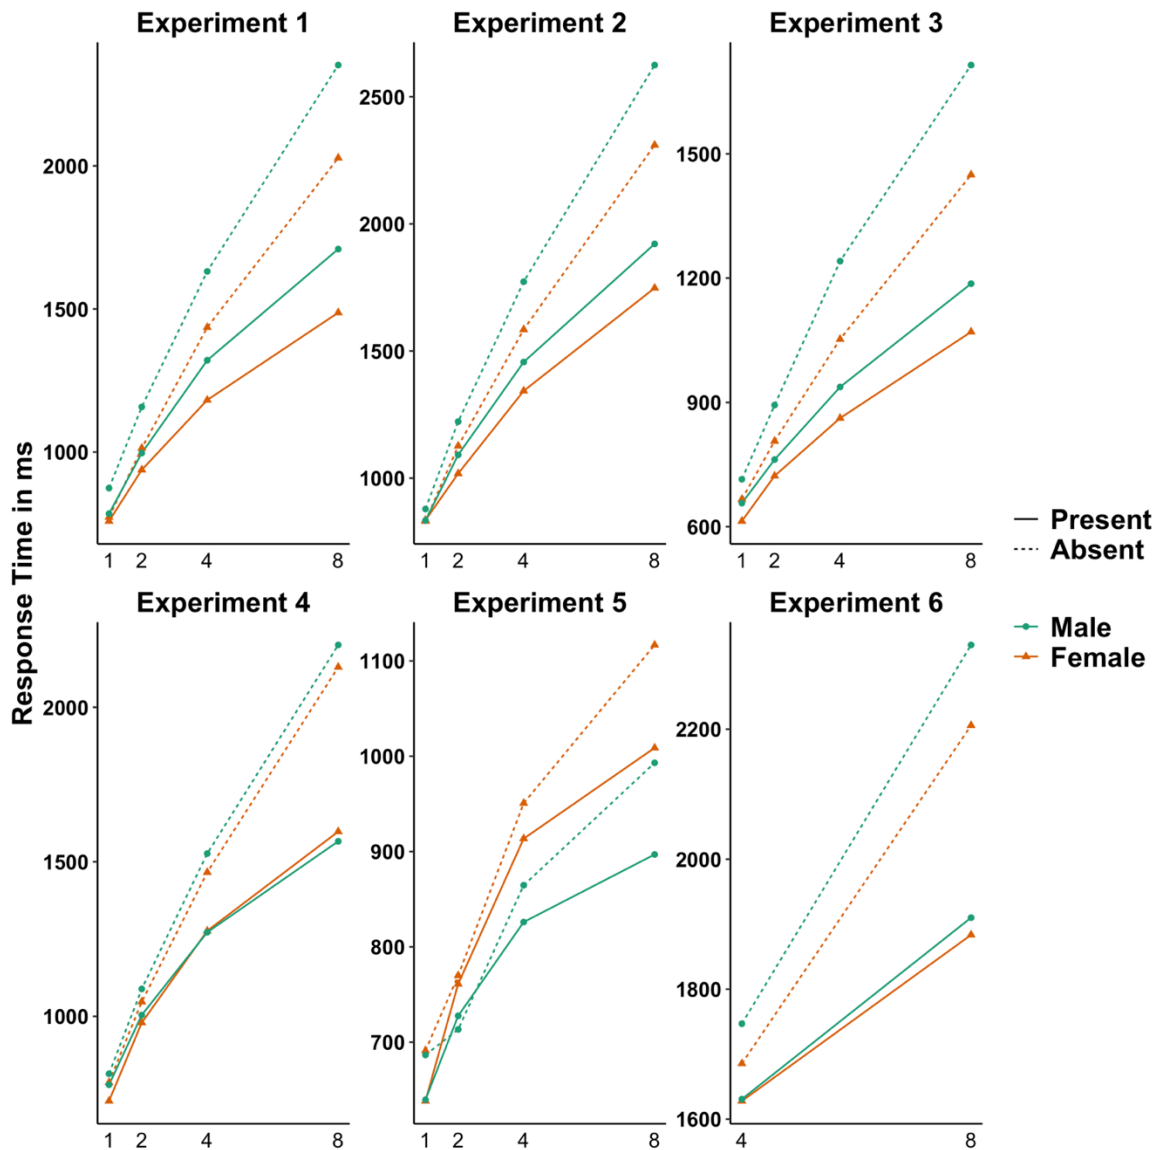 Experiment 1
Experiment 2
Experiment 3
Response Time in ms
2000
1500
1000
1 2 4 8
2500
2000
1500
1000
1 2 4 8
1500
1200
900
600
1 2 4 8
Experiment 4
Experiment 5
Experiment 6
2000
1500
1000
1 2 4 8
1100
1000
900
800
700
1 2 4 8
2200
2000
1800
1600
4 8
Present
Absent
Male
Female